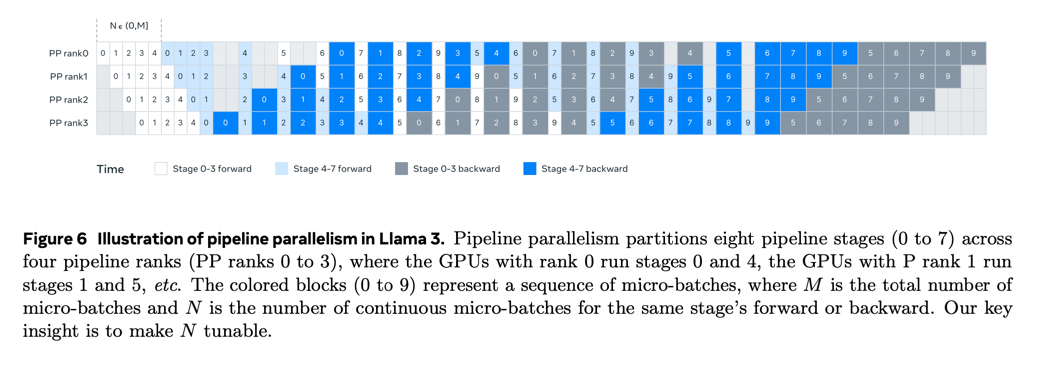 N ϵ (0,M]
PP rank0 0 1 2 3 4 0 1 2 3 4 5 6 0 7 1 8 2 9 3 5 4 6 0 7 1 8 2 9 3 4 5 6 7 8 9 5 6 7 8 9
PP rank1 0 1 2 3 4 0 1 2 3 4 0 5 1 6 2 7 3 8 4 9 0 5 1 6 2 7 3 8 4 9 5 6 7 8 9 5 6 7 8 9
PP rank2 0 1 2 3 4 0 1 2 0 3 1 4 2 5 3 6 4 7 0 8 1 9 2 5 3 6 4 7 5 8 6 9 7 8 9 5 6 7 8 9
PP rank3 0 1 2 3 4 0 0 1 1 2 2 3 3 4 4 5 0 6 1 7 2 8 3 9 4 5 5 6 6 7 7 8 8 9 9 5 6 7 8 9
Time Stage 0-3 forward Stage 4-7 forward Stage 0-3 backward Stage 4-7 backward
Figure 6 Illustration of pipeline parallelism in Llama 3. Pipeline parallelism partitions eight pipeline stages (0 to 7) across
four pipeline ranks (PP ranks 0 to 3), where the GPUs with rank 0 run stages 0 and 4, the GPUs with P rank 1 run
stages 1 and 5, etc. The colored blocks (0 to 9) represent a sequence of micro-batches, where M is the total number of
micro-batches and N is the number of continuous micro-batches for the same stage's forward or backward. Our key
insight is to make N tunable.